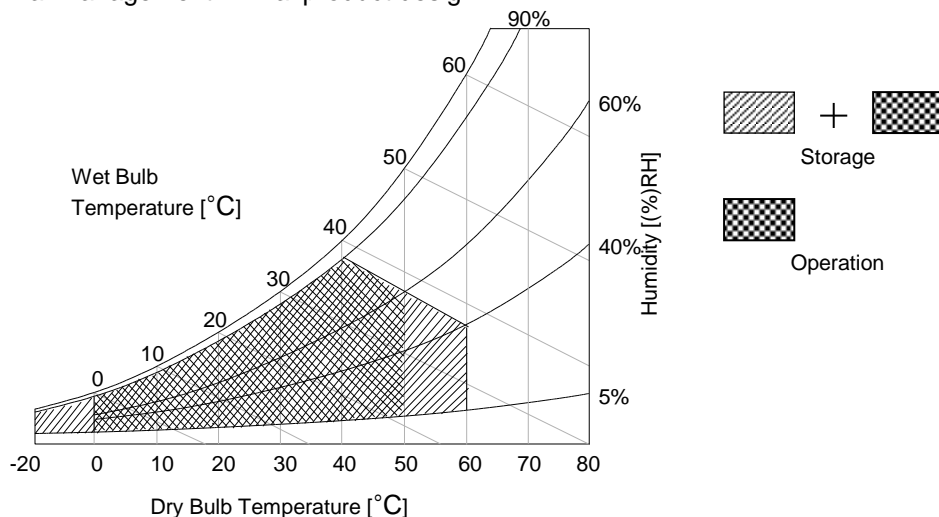 90%
60
60%
50
Wet Bulb
Temperature [°C]
40
30
20
10
0
Humidity [(%)RH]
40%
5%
-20 0 10 20 30 40 50 60 70 80
Dry Bulb Temperature [°C]
+
Storage
Operation